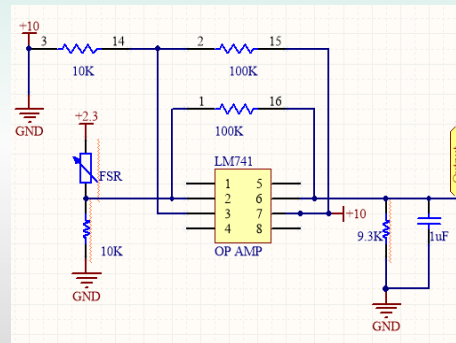 +10
3 14 2 15
10K 100K
1 16
GND 100K
+2.3
LM741
FSR
1 5
2 6
3 7 +10
4 8
9.3K 1uF
10K OP AMP
GND
GND